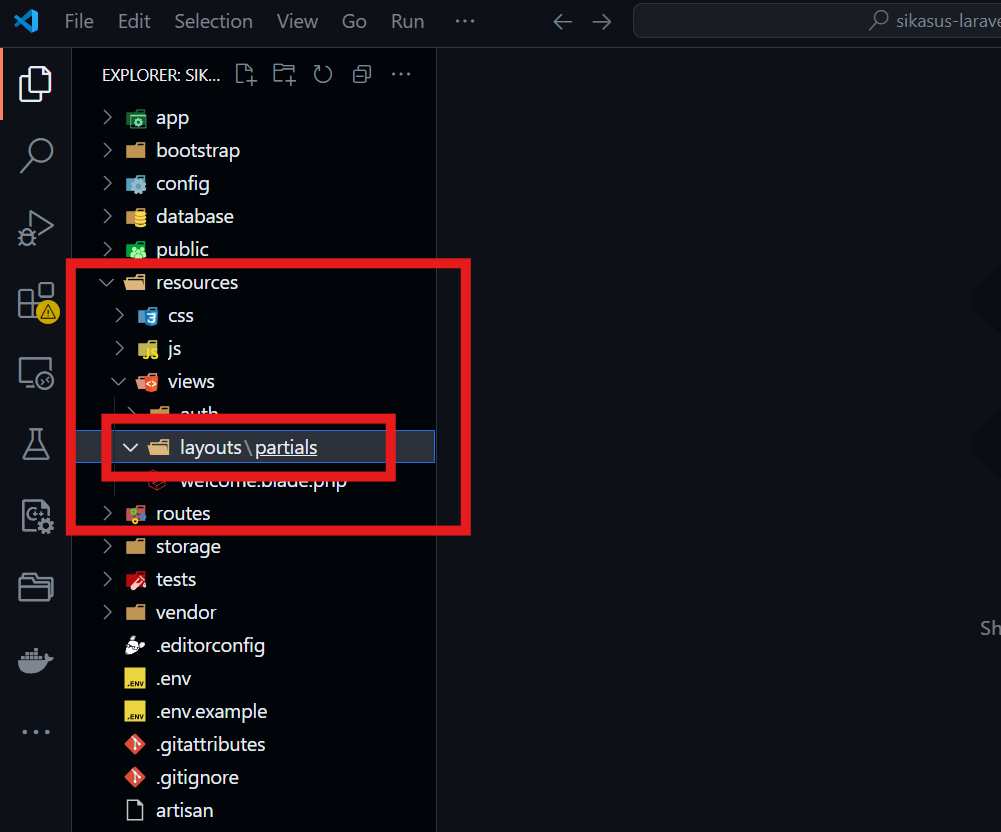 File Edit Selection View Go Run ...
sikasus-larave
EXPLORER: SIK... ...
app
bootstrap
config
database
public
resources
css
js
views
auth
layouts\partials
welcome.blade.php
routes
storage
tests
vendor
.editorconfig
.env
.env.example
.gitattributes
.gitignore
artisan
Sh